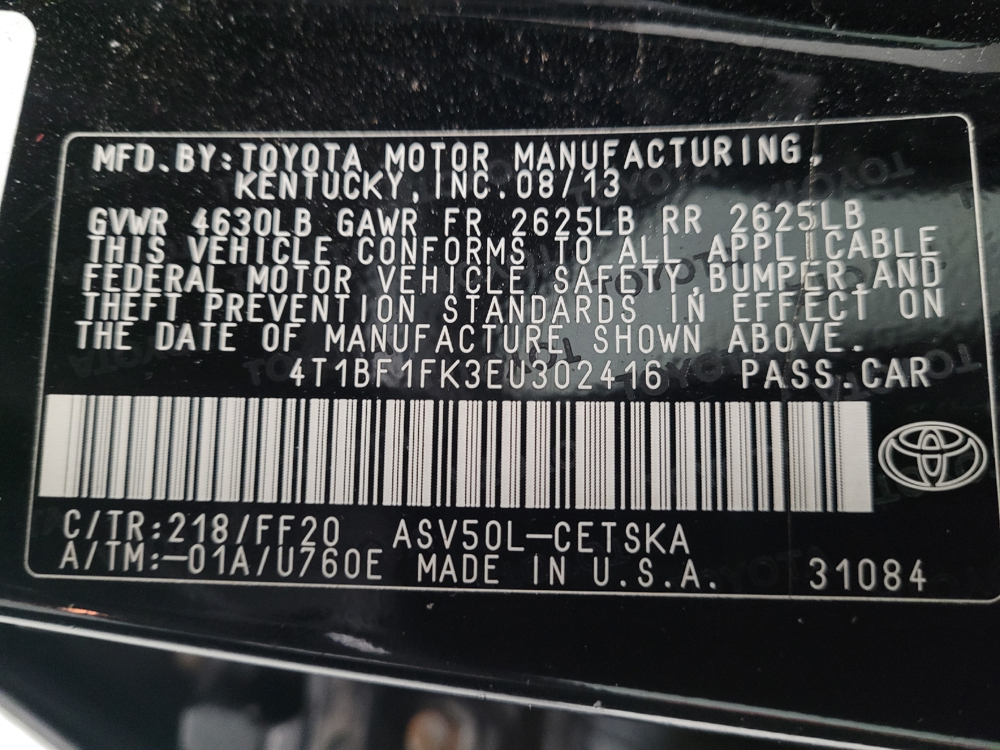 MFD.BY:TOYOTA MOTOR MANUFACTURING,
KENTUCKY,INC.08/13
GVWR 4630LB GAWR FR 2625LB RR 2625LB
THIS VEHICLE CONFORMS TO ALL APPLICABLE
FEDERAL MOTOR VEHICLE SAFETY,BUMPER,AND
THEFT PREVENTION STANDARDS IN EFFECT ON
THE DATE OF MANUFACTURE SHOWN ABOVE.
4T1BF1FK3EU302416 PASS.CAR
C/TR:218/FF20 ASV50L-CETSKA
A/TM:-01A/U760E MADE IN U.S.A. 31084